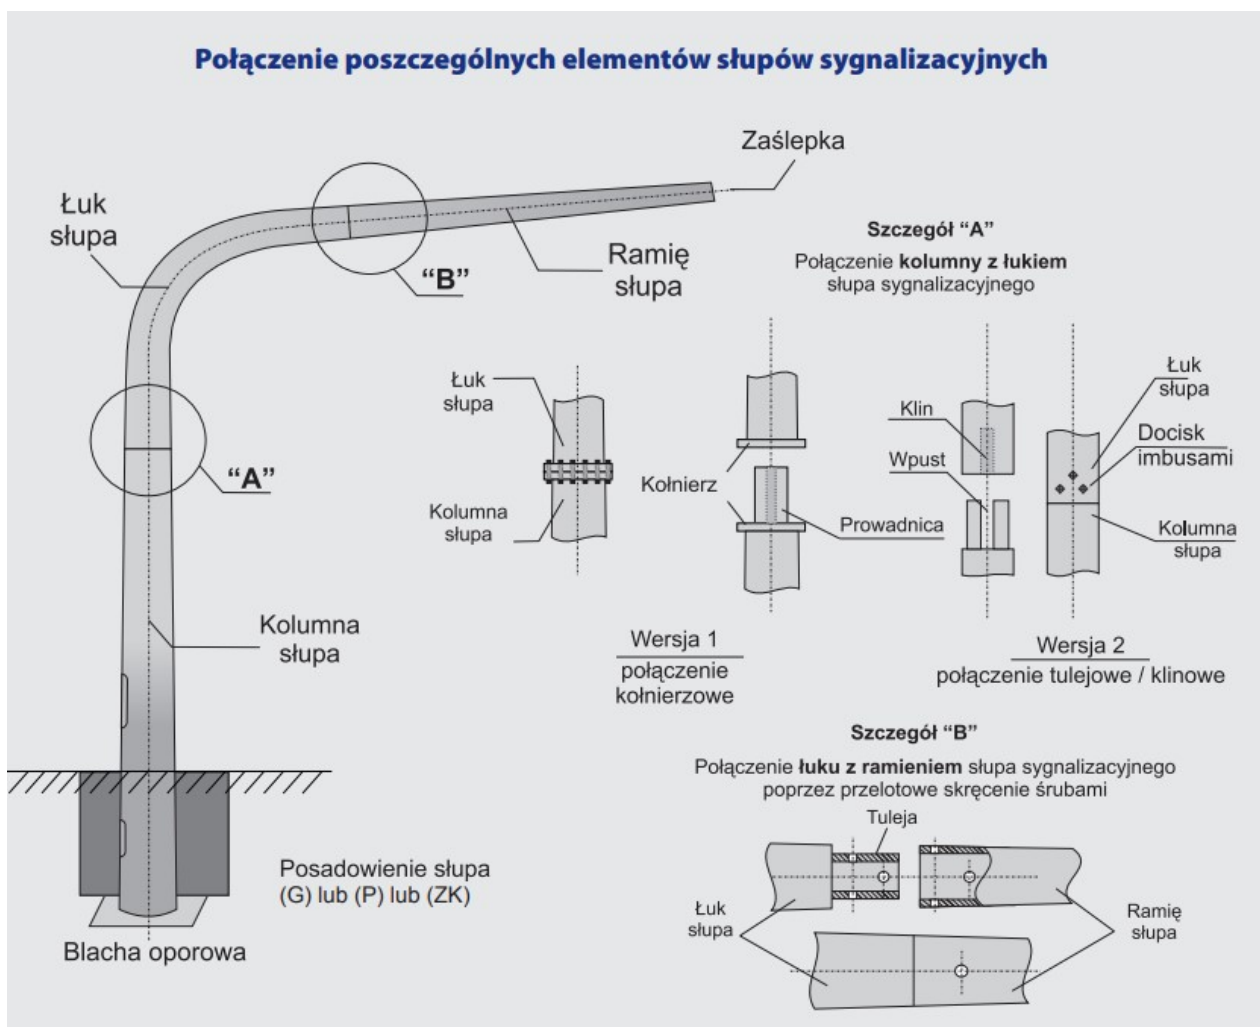 Połączenie poszczególnych elementów słupów sygnalizacyjnych
Zaślepka
Łuk
słupa
"B"
Ramię
słupa
"A"
Kolumna
słupa
Posadowienie słupa
(G) lub (P) lub (ZK)
Blacha oporowa
Szczegół "A"
Połączenie kolumny z łukiem
słupa sygnalizacyjnego
Łuk
słupa
Kolumna
słupa
Kołnierz
Prowadnica
Wersja 1
połączenie
kołnierzowe
Klin
Wpust
Łuk
słupa
Docisk
imbusami
Kolumna
słupa
Wersja 2
połączenie tulejowe / klinowe
Szczegół "B"
Połączenie łuku z ramieniem słupa sygnalizacyjnego
poprzez przelotowe skręcenie śrubami
Tuleja
Łuk
słupa
Ramię
słupa